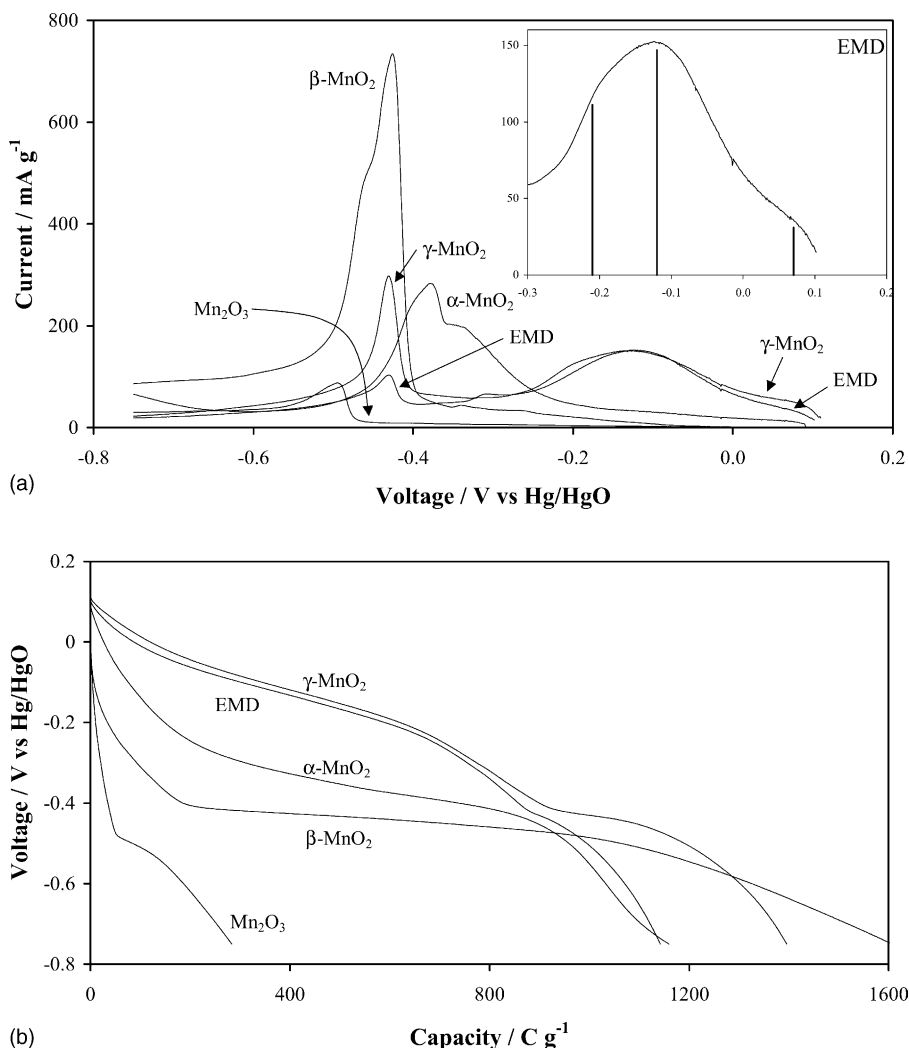 800
600
400
200
0
Current / mA g⁻¹
β-MnO₂
γ-MnO₂
Mn₂O₃
α-MnO₂
EMD
γ-MnO₂
EMD
EMD
150
100
50
0
-0.3 -0.2 -0.1 0.0 0.1 0.2
-0.8 -0.6 -0.4 -0.2 0.0 0.2
(a)
Voltage / V vs Hg/HgO
0.2
0
-0.2
-0.4
-0.6
-0.8
Voltage / V vs Hg/HgO
γ-MnO₂
EMD
α-MnO₂
β-MnO₂
Mn₂O₃
0 400 800 1200 1600
(b)
Capacity / C g⁻¹